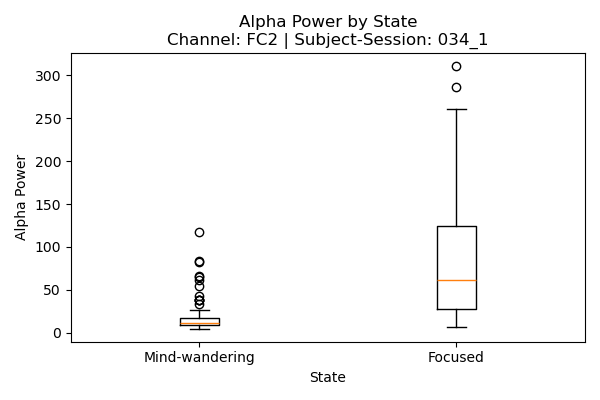 Alpha Power by State
Channel: FC2 | Subject-Session: 034_1
300
250
200
150
100
50
0
Alpha Power
Mind-wandering
Focused
State